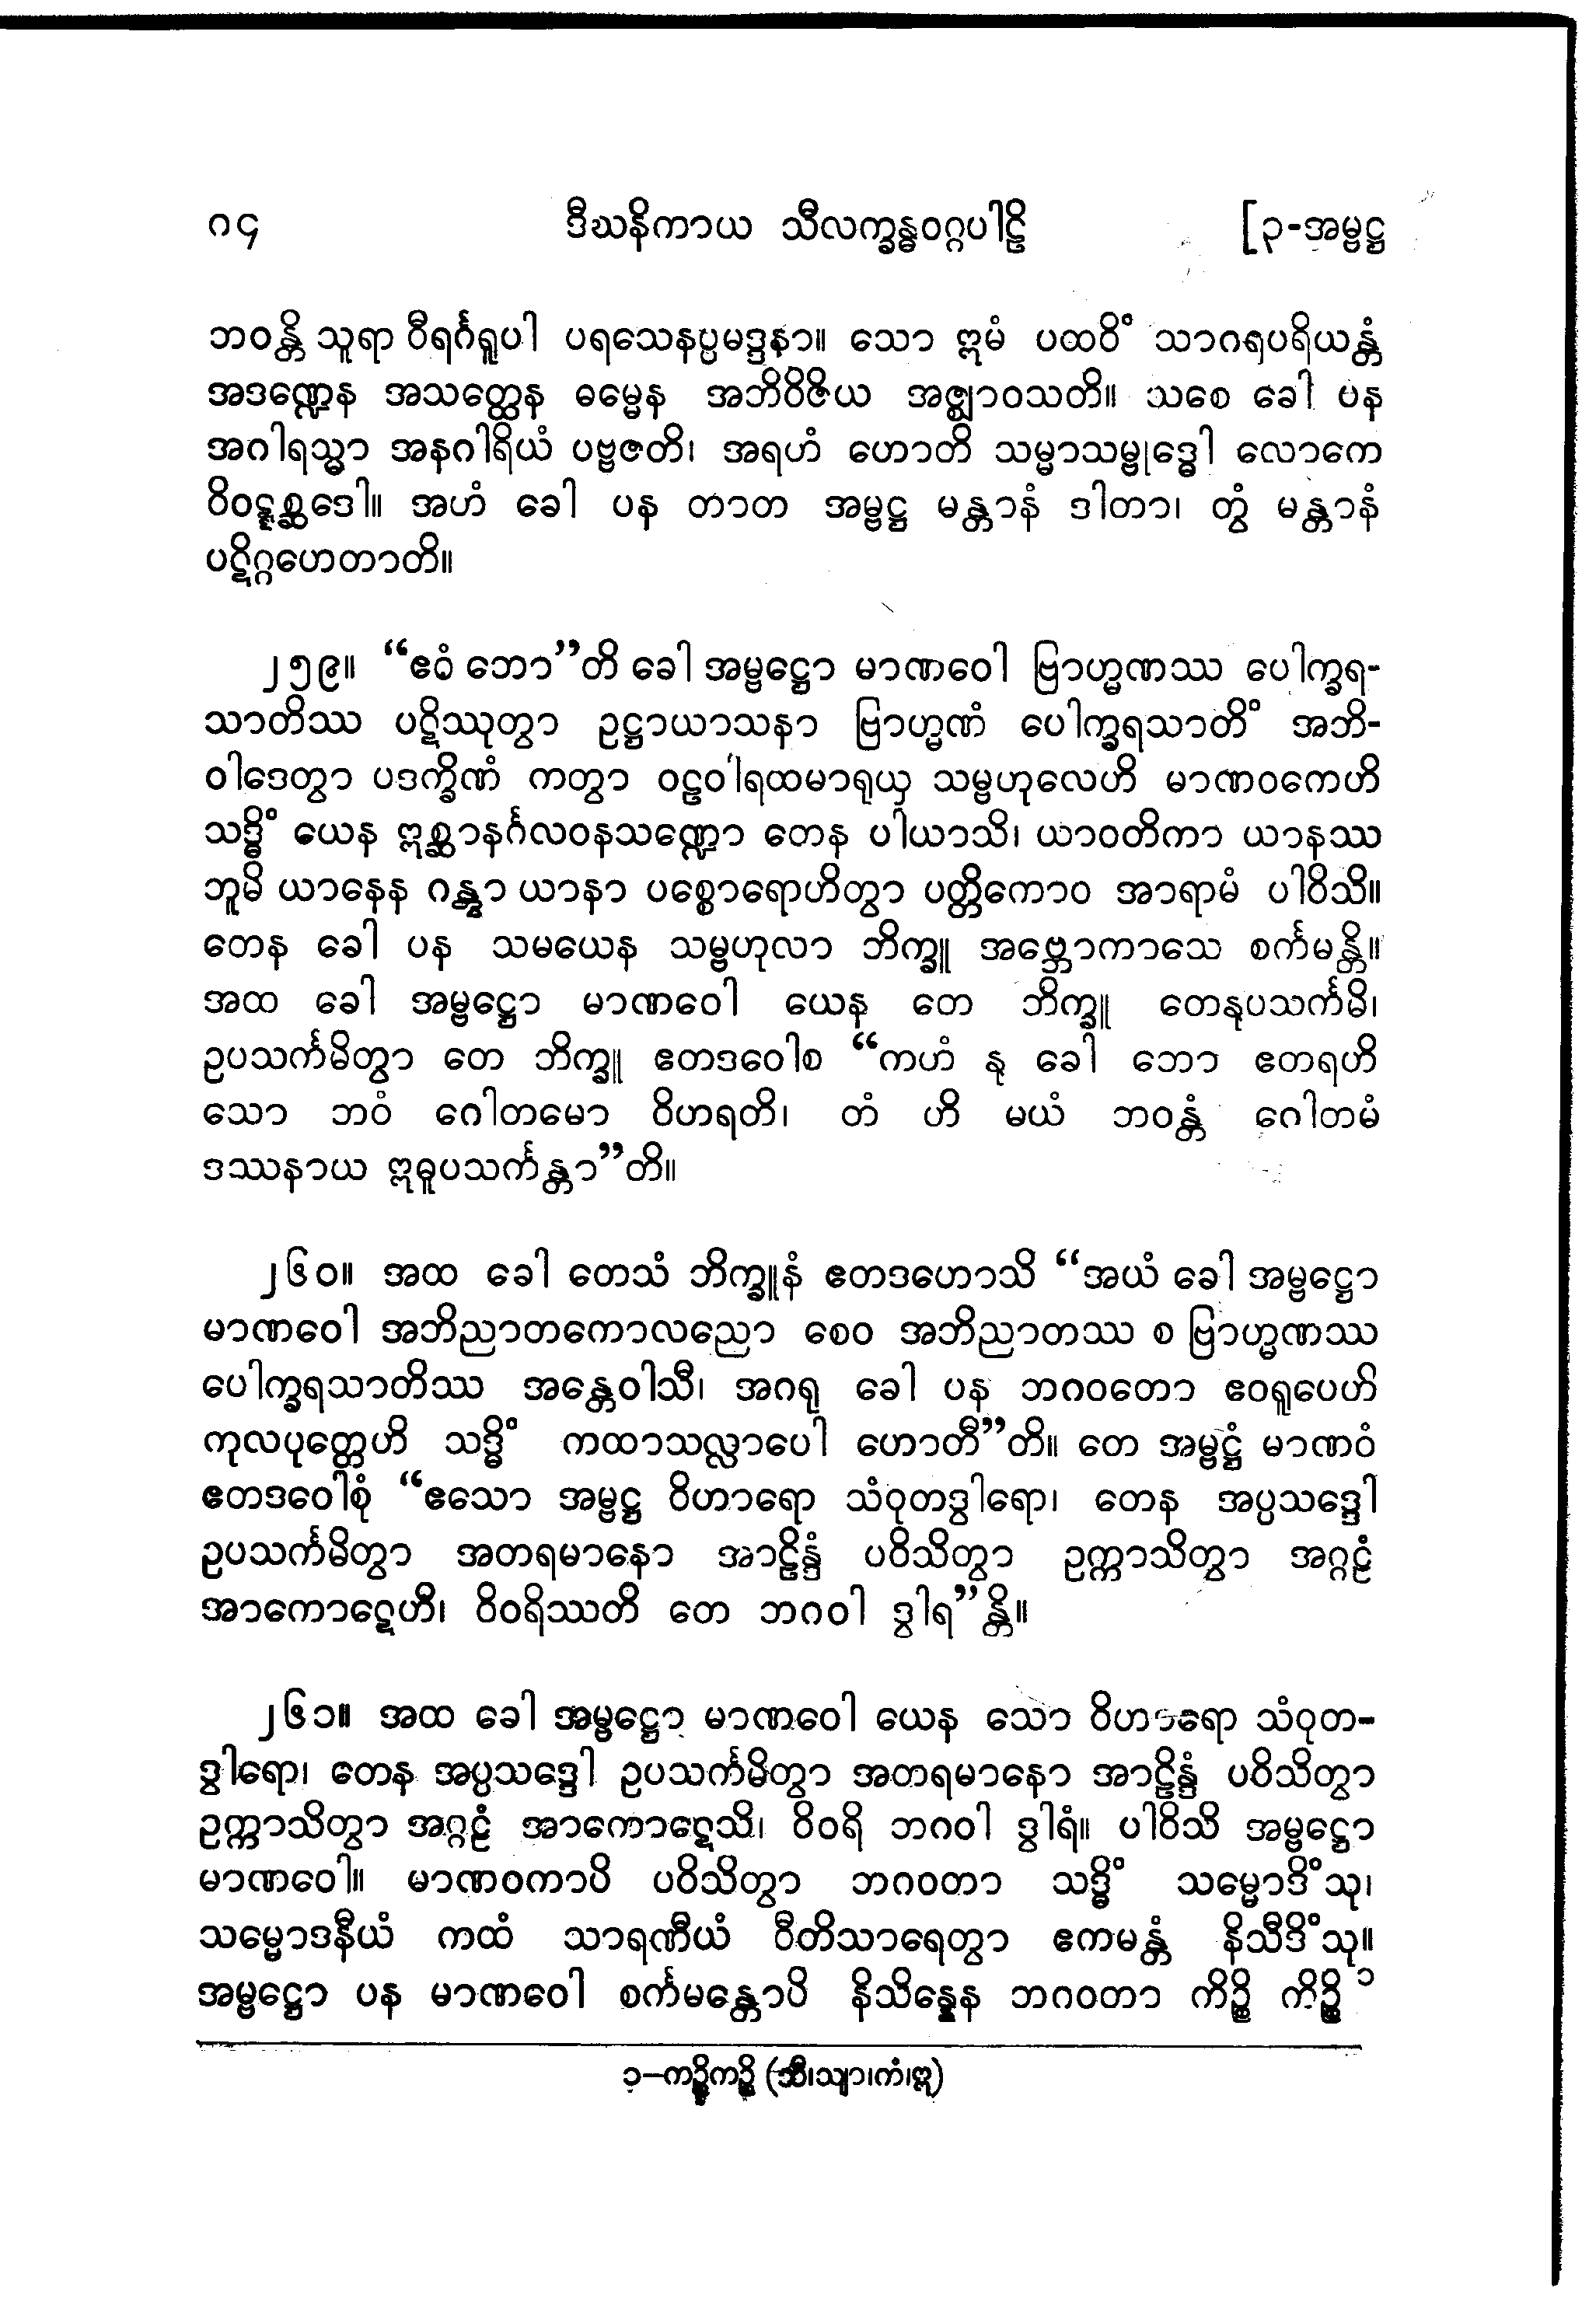 ၈၄ ဒီဃနိကာယ သီလက္ခန္ဓဝဂ္ဂပါဠိ [၃-အမ္ဗဋ္ဌ
ဘဝန္တိ သူရာ ဝီရင်္ဂရူပါ ပရသေနပ္ပမဒ္ဒနာ။ သော ဣမံ ပထဝိံ သာဂရပရိယန္တံ
အဒဏ္ဍေန အသတ္ထေန ဓမ္မေန အဘိဝိဇိယ အဇ္ဈာဝသတိ။ သစေ ခေါ ပန
အဂါရသ္မာ အနဂါရိယံ ပဗ္ဗဇတိ၊ အရဟံ ဟောတိ သမ္မာသမ္ဗုဒ္ဓေါ လောကေ
ဝိဝဋ္ဋစ္ဆဒေါ။ အဟံ ခေါ ပန တာတ အမ္ဗဋ္ဌ မန္တာနံ ဒါတာ၊ တွံ မန္တာနံ
ပဋိဂ္ဂဟေတာတိ။
၂၅၉။ “ဧဝံ ဘော”တိ ခေါ အမ္ဗဋ္ဌော မာဏဝေါ ဗြာဟ္မဏဿ ပေါက္ခရ-
သာတိဿ ပဋိဿုတွာ ဥဋ္ဌာယာသနာ ဗြာဟ္မဏံ ပေါက္ခရသာတိံ အဘိ-
ဝါဒေတွာ ပဒက္ခိဏံ ကတွာ ဝဠဝါရထမာရုယှ သမ္ဗဟုလေဟိ မာဏဝကေဟိ
သဒ္ဓိံ ယေန ဣစ္ဆာနင်္ဂလဝနသဏ္ဍော တေန ပါယာသိ၊ ယာဝတိကာ ယာနဿ
ဘူမိ ယာနေန ဂန္တွာ ယာနာ ပစ္စောရောဟိတွာ ပတ္တိကောဝ အာရာမံ ပါဝိသိ။
တေန ခေါ ပန သမယေန သမ္ဗဟုလာ ဘိက္ခူ အဗ္ဘောကာသေ စင်္ကမန္တိ။
အထ ခေါ အမ္ဗဋ္ဌော မာဏဝေါ ယေန တေ ဘိက္ခူ တေနုပသင်္ကမိ၊
ဥပသင်္ကမိတွာ တေ ဘိက္ခူ ဧတဒဝေါစ “ကဟံ နု ခေါ ဘော ဧတရဟိ
သော ဘဝံ ဂေါတမော ဝိဟရတိ၊ တံ ဟိ မယံ ဘဝန္တံ ဂေါတမံ
ဒဿနာယ ဣဓူပသင်္ကန္တာ”တိ။
၂၆၀။ အထ ခေါ တေသံ ဘိက္ခူနံ ဧတဒဟောသိ “အယံ ခေါ အမ္ဗဋ္ဌော
မာဏဝေါ အဘိညာတကောလညော စေဝ အဘိညာတဿ စ ဗြာဟ္မဏဿ
ပေါက္ခရသာတိဿ အန္တေဝါသီ၊ အဂရု ခေါ ပန ဘဂဝတော ဧဝရူပေဟိ
ကုလပုတ္တေဟိ သဒ္ဓိံ ကထာသလ္လာပေါ ဟောတီ”တိ။ တေ အမ္ဗဋ္ဌံ မာဏဝံ
ဧတဒဝေါစုံ “ဧသော အမ္ဗဋ္ဌ ဝိဟာရော သံဝုတဒွါရော၊ တေန အပ္ပသဒ္ဒေါ
ဥပသင်္ကမိတွာ အတရမာနော အာဠိန္ဒံ ပဝိသိတွာ ဥက္ကာသိတွာ အဂ္ဂဠံ
အာကောဋေဟိ၊ ဝိဝရိဿတိ တေ ဘဂဝါ ဒွါရ”န္တိ။
၂၆၁။ အထ ခေါ အမ္ဗဋ္ဌော မာဏဝေါ ယေန သော ဝိဟာရော သံဝုတ-
ဒွါရော၊ တေန အပ္ပသဒ္ဒေါ ဥပသင်္ကမိတွာ အတရမာနော အာဠိန္ဒံ ပဝိသိတွာ
ဥက္ကာသိတွာ အဂ္ဂဠံ အာကောဋေသိ၊ ဝိဝရိ ဘဂဝါ ဒွါရံ။ ပါဝိသိ အမ္ဗဋ္ဌော
မာဏဝေါ။ မာဏဝကာပိ ပဝိသိတွာ ဘဂဝတာ သဒ္ဓိံ သမ္မောဒိံသု၊
သမ္မောဒနီယံ ကထံ သာရဏီယံ ဝီတိသာရေတွာ ဧကမန္တံ နိသီဒိံသု။
အမ္ဗဋ္ဌော ပန မာဏဝေါ စင်္ကမန္တောပိ နိသိန္နေန ဘဂဝတာ ကိဉ္စိ ကိဉ္စိ ၁
၁-ကဉ္စိကဉ္စိ (သီ၊သျာ၊ကံ၊ဣ)